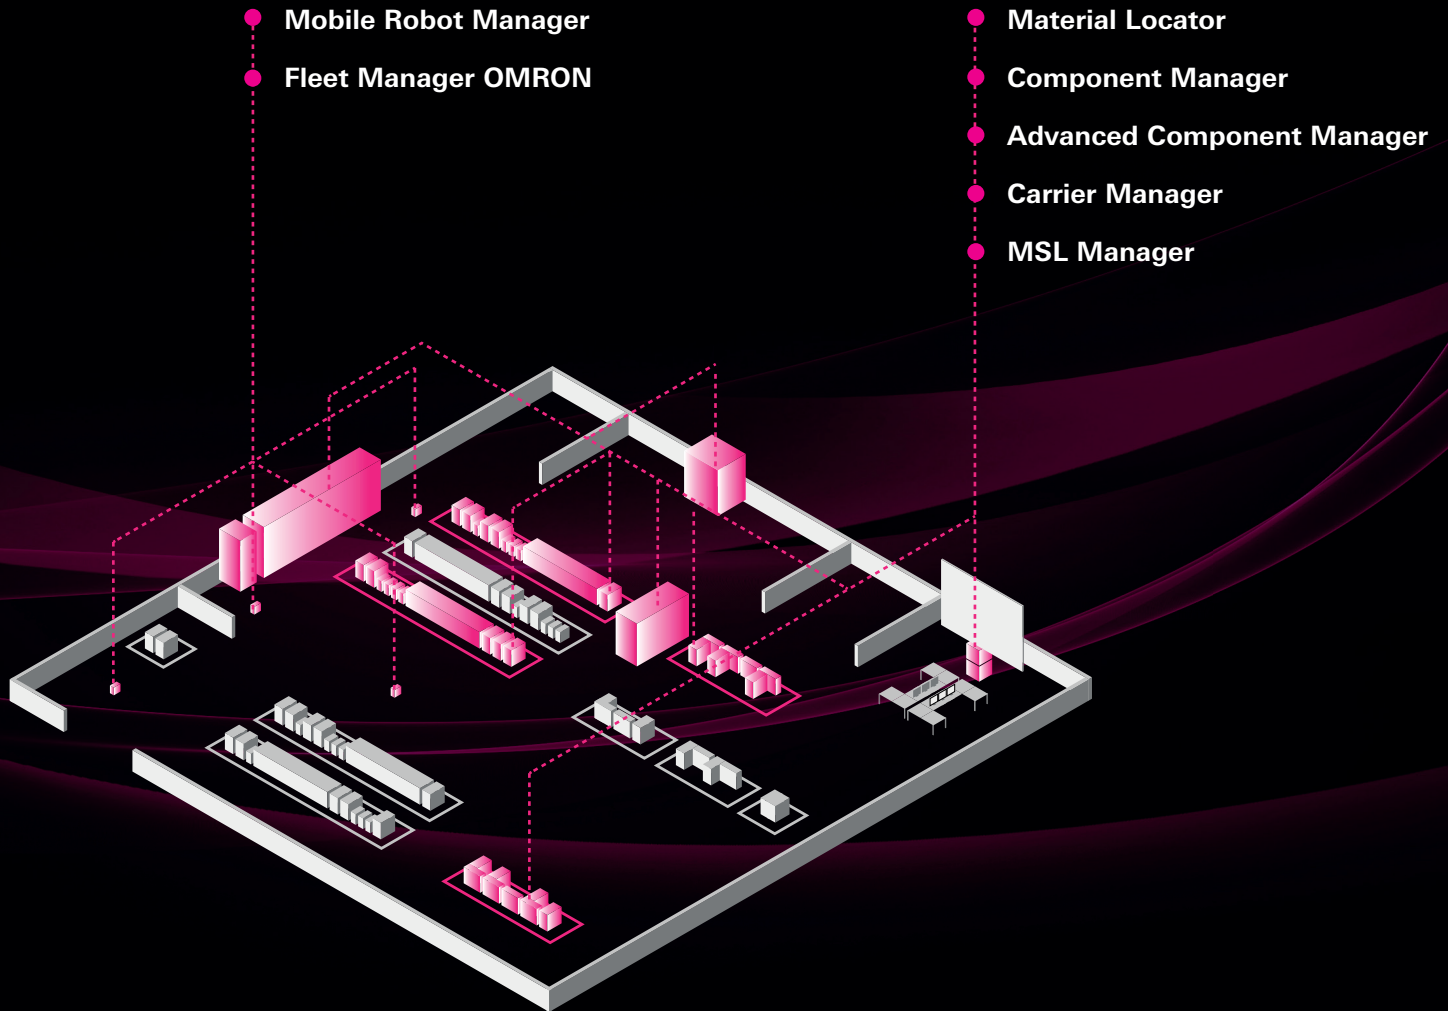 Mobile Robot Manager
Fleet Manager OMRON
Material Locator
Component Manager
Advanced Component Manager
Carrier Manager
MSL Manager